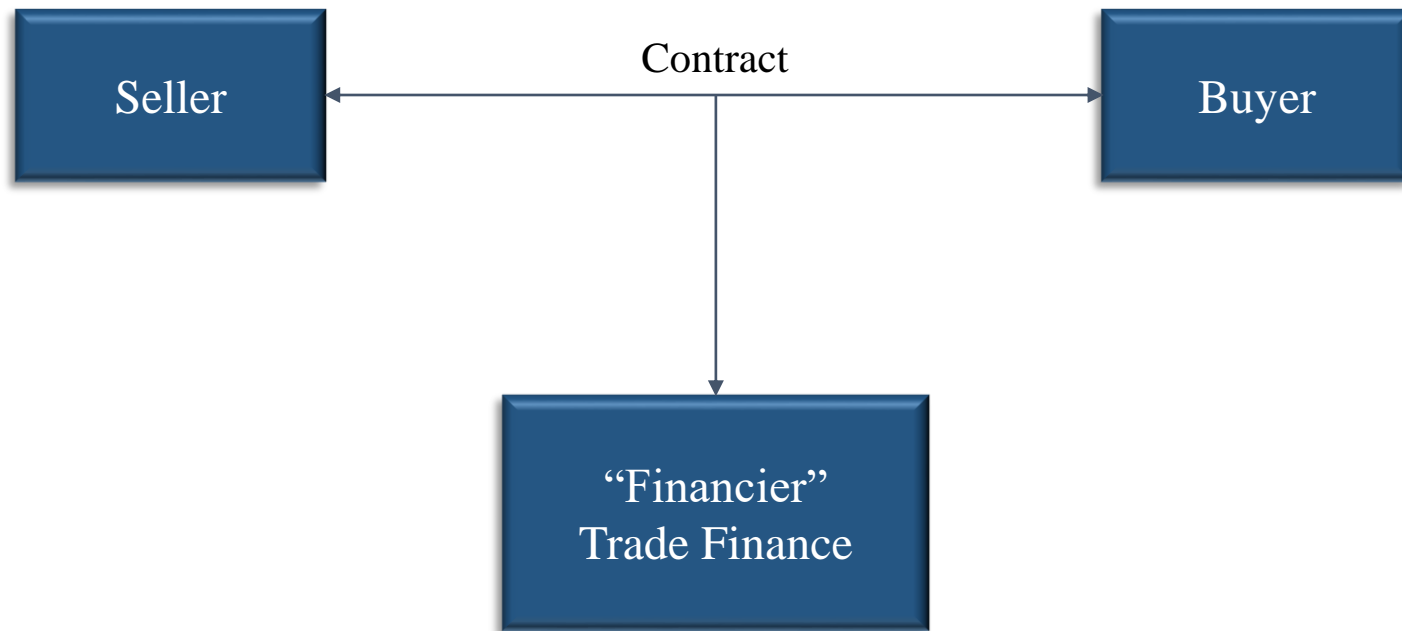 Contract
Seller
Buyer
“Financier”
Trade Finance